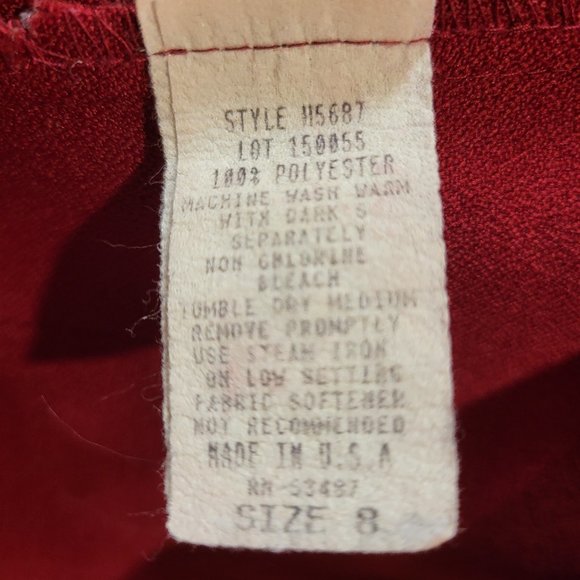 STYLE H5687
LOT 150055
100% POLYESTER
MACHINE WASH WARM
WITH DARK S
SEPARATELY
NON CHLORINE
BLEACH
TUMBLE DRY MEDIUM
REMOVE PROMPTLY
USE STEAM IRON
ON LOW SETTING
FABRIC SOFTENER
NOT RECOMMENDED
MADE IN U.S.A
RN-53487
SIZE 8